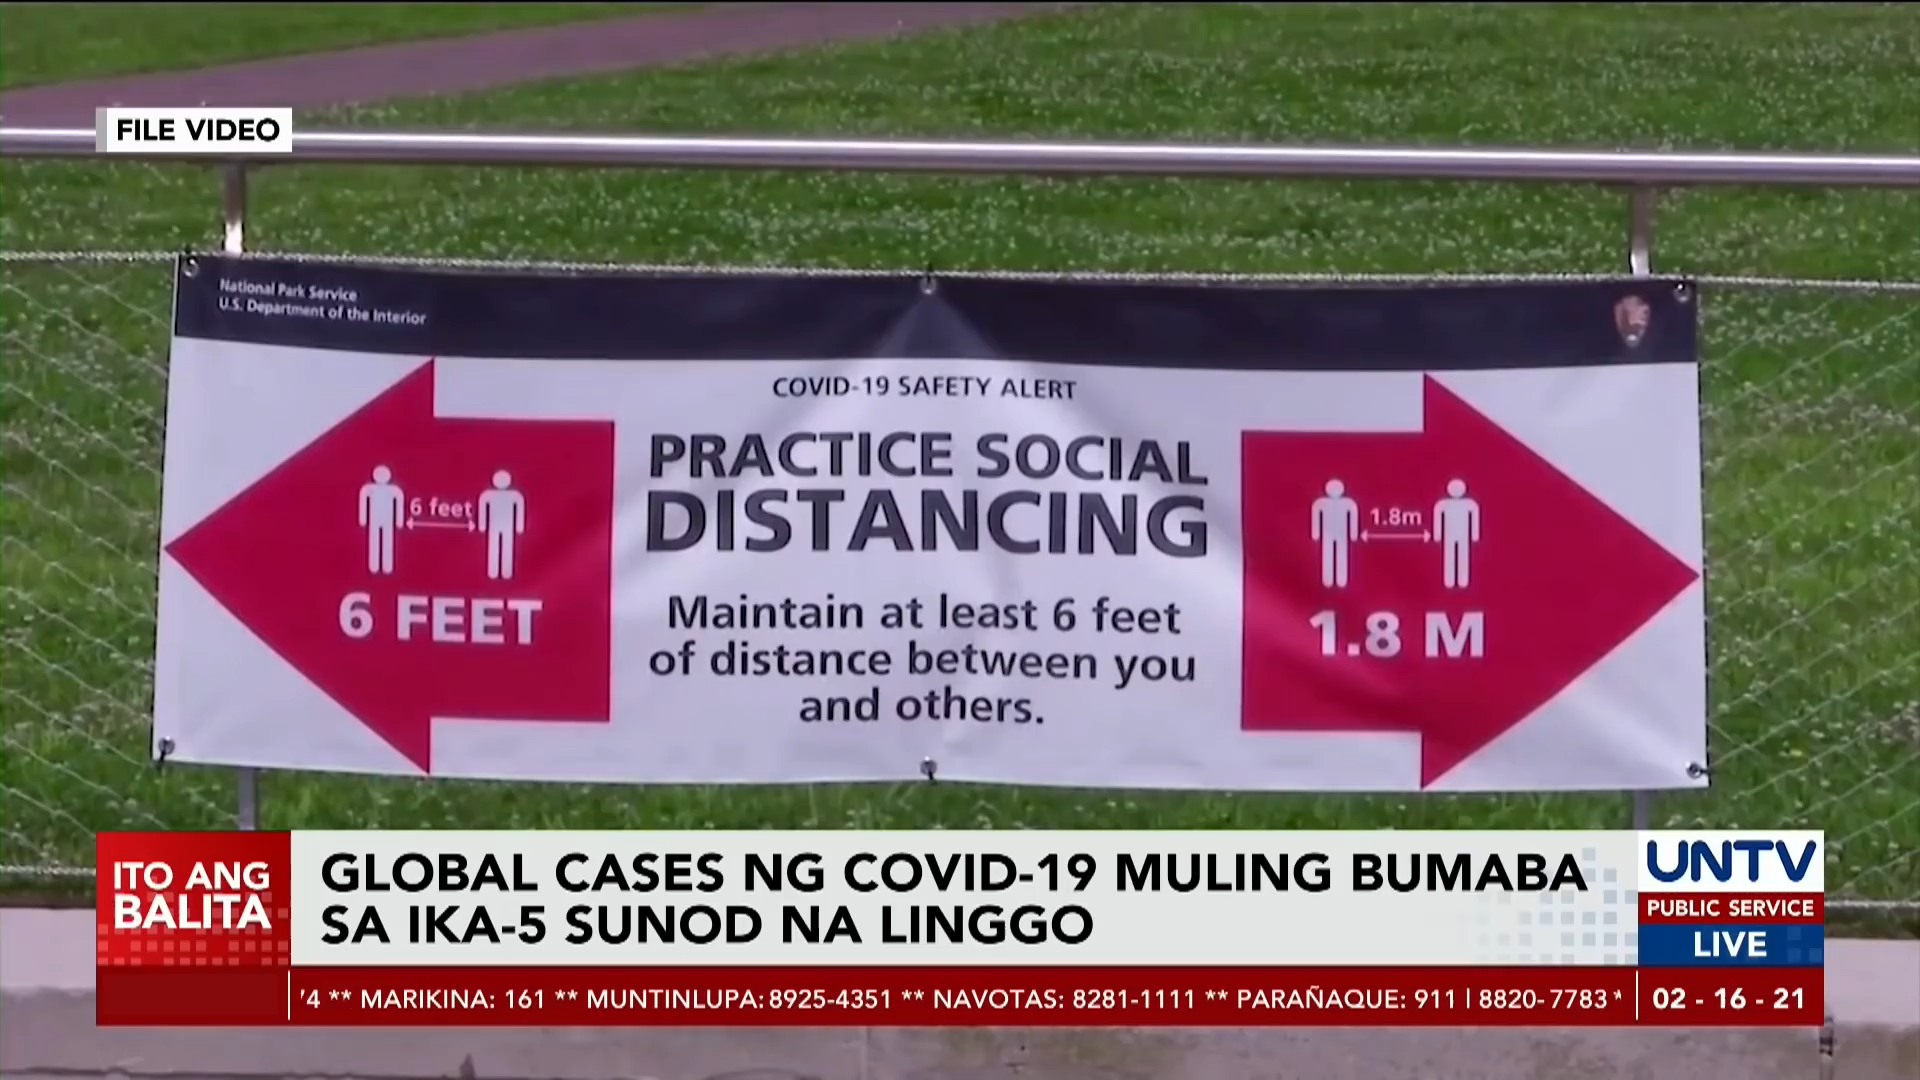 FILE VIDEO
National Park Service
U.S. Department of the Interior
COVID-19 SAFETY ALERT
PRACTICE SOCIAL
DISTANCING
Maintain at least 6 feet
of distance between you
and others.
6 feet
6 FEET
1.8m
1.8 M
ITO ANG
BALITA
GLOBAL CASES NG COVID-19 MULING BUMABA
SA IKA-5 SUNOD NA LINGGO
UNTV
PUBLIC SERVICE
LIVE
4 ** MARIKINA: 161 ** MUNTINLUPA: 8925-4351 ** NAVOTAS: 8281-1111 ** PARAÑAQUE: 911 | 8820-7783 *
02 - 16 - 21